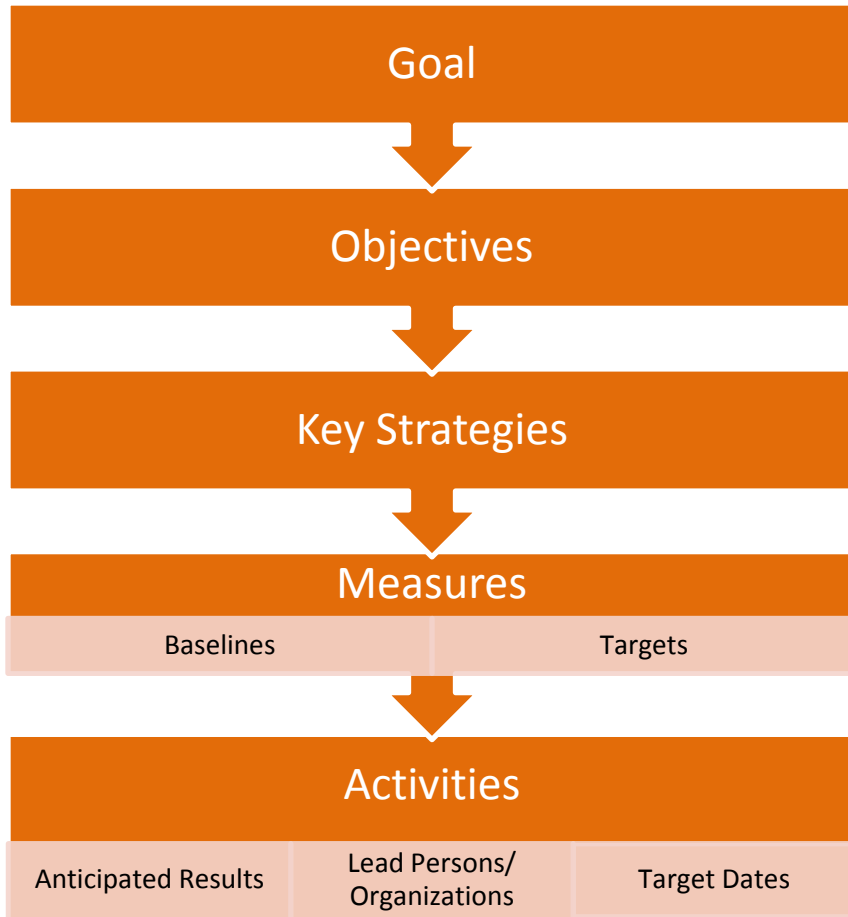 Goal
Objectives
Key Strategies
Measures
Baselines
Targets
Activities
Anticipated Results
Lead Persons/
Organizations
Target Dates